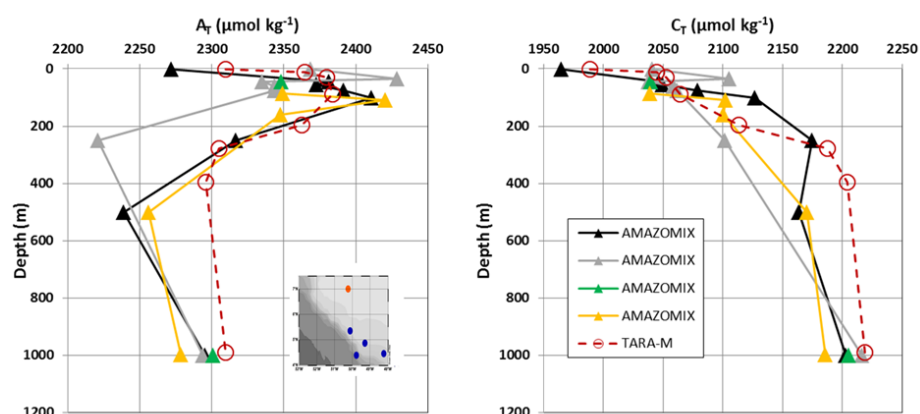 A_T (µmol kg⁻¹)
2200 2250 2300 2350 2400 2450
0
200
400
600
800
1000
1200
Depth (m)
C_T (µmol kg⁻¹)
1950 2000 2050 2100 2150 2200 2250
0
200
400
600
800
1000
1200
Depth (m)
AMAZOMIX
AMAZOMIX
AMAZOMIX
AMAZOMIX
TARA-M